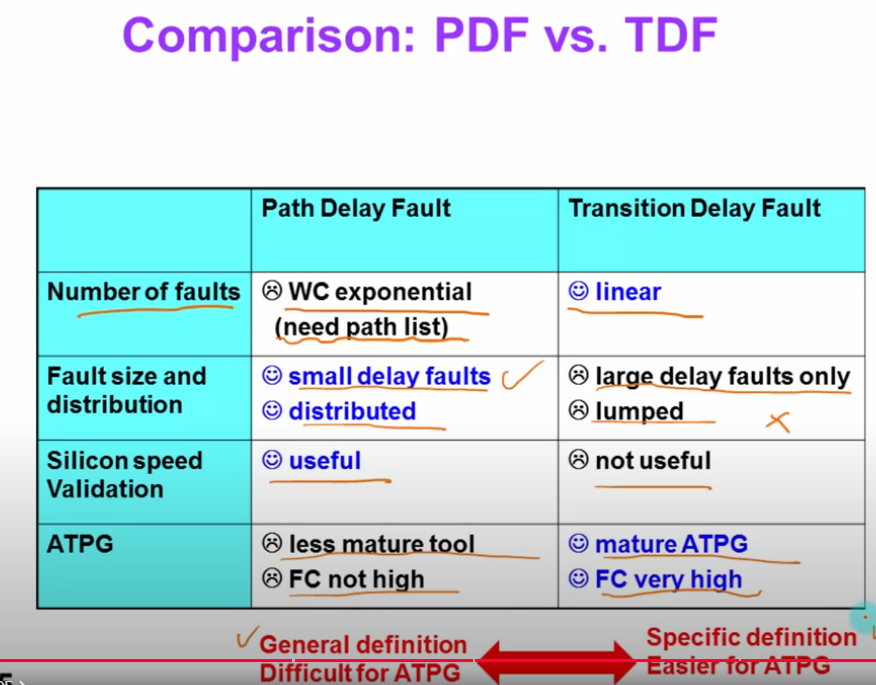 Comparison: PDF vs. TDF
Path Delay Fault
Transition Delay Fault
Number of faults
☹ WC exponential
(need path list)
☺ linear
Fault size and
distribution
☺ small delay faults
☺ distributed
☹ large delay faults only
☹ lumped
Silicon speed
Validation
☺ useful
☹ not useful
ATPG
☹ less mature tool
☹ FC not high
☺ mature ATPG
☺ FC very high
General definition
Difficult for ATPG
Specific definition
Easier for ATPG